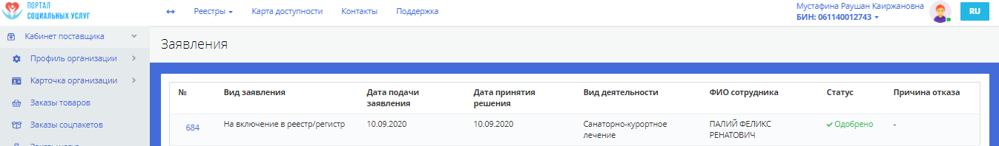 ПОРТАЛ
СОЦИАЛЬНЫХ УСЛУГ
Реестры
Карта доступности
Контакты
Поддержка
Мустафина Раушан Каиржановна
БИН: 061140012743
RU
Кабинет поставщика
Профиль организации
Карточка организации
Заказы товаров
Заказы соцпакетов
Заявления
№ Вид заявления Дата подачи заявления Дата принятия решения Вид деятельности ФИО сотрудника Статус Причина отказа
684 На включение в реестр/регистр 10.09.2020 10.09.2020 Санаторно-курортное лечение ПАЛИЙ ФЕЛИКС РЕНАТОВИЧ Одобрено -